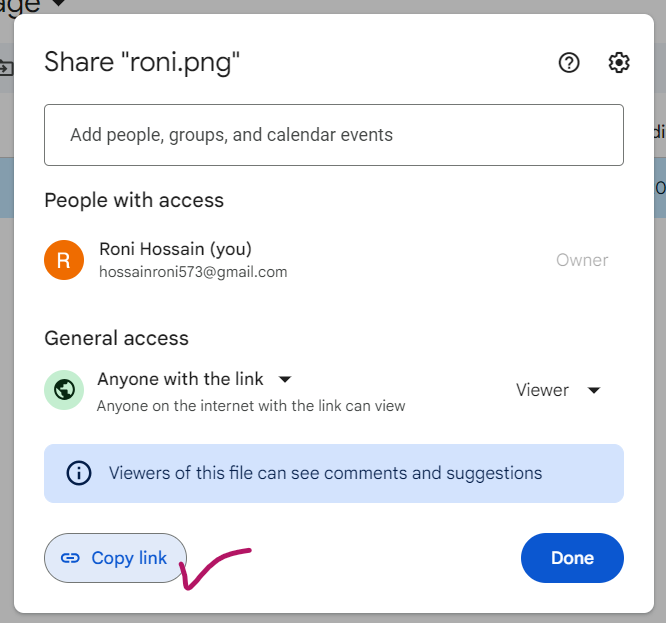 age
Share "roni.png"
Add people, groups, and calendar events
People with access
R
Roni Hossain (you)
hossainroni573@gmail.com
Owner
General access
Anyone with the link
Anyone on the internet with the link can view
Viewer
Viewers of this file can see comments and suggestions
Copy link
Done